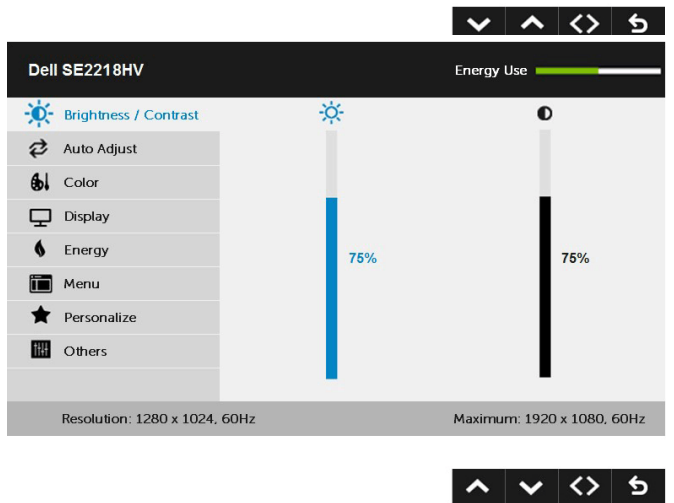 Dell SE2218HV
Energy Use
Brightness / Contrast
Auto Adjust
Color
Display
Energy
Menu
Personalize
Others
75%
75%
Resolution: 1280 x 1024, 60Hz
Maximum: 1920 x 1080, 60Hz